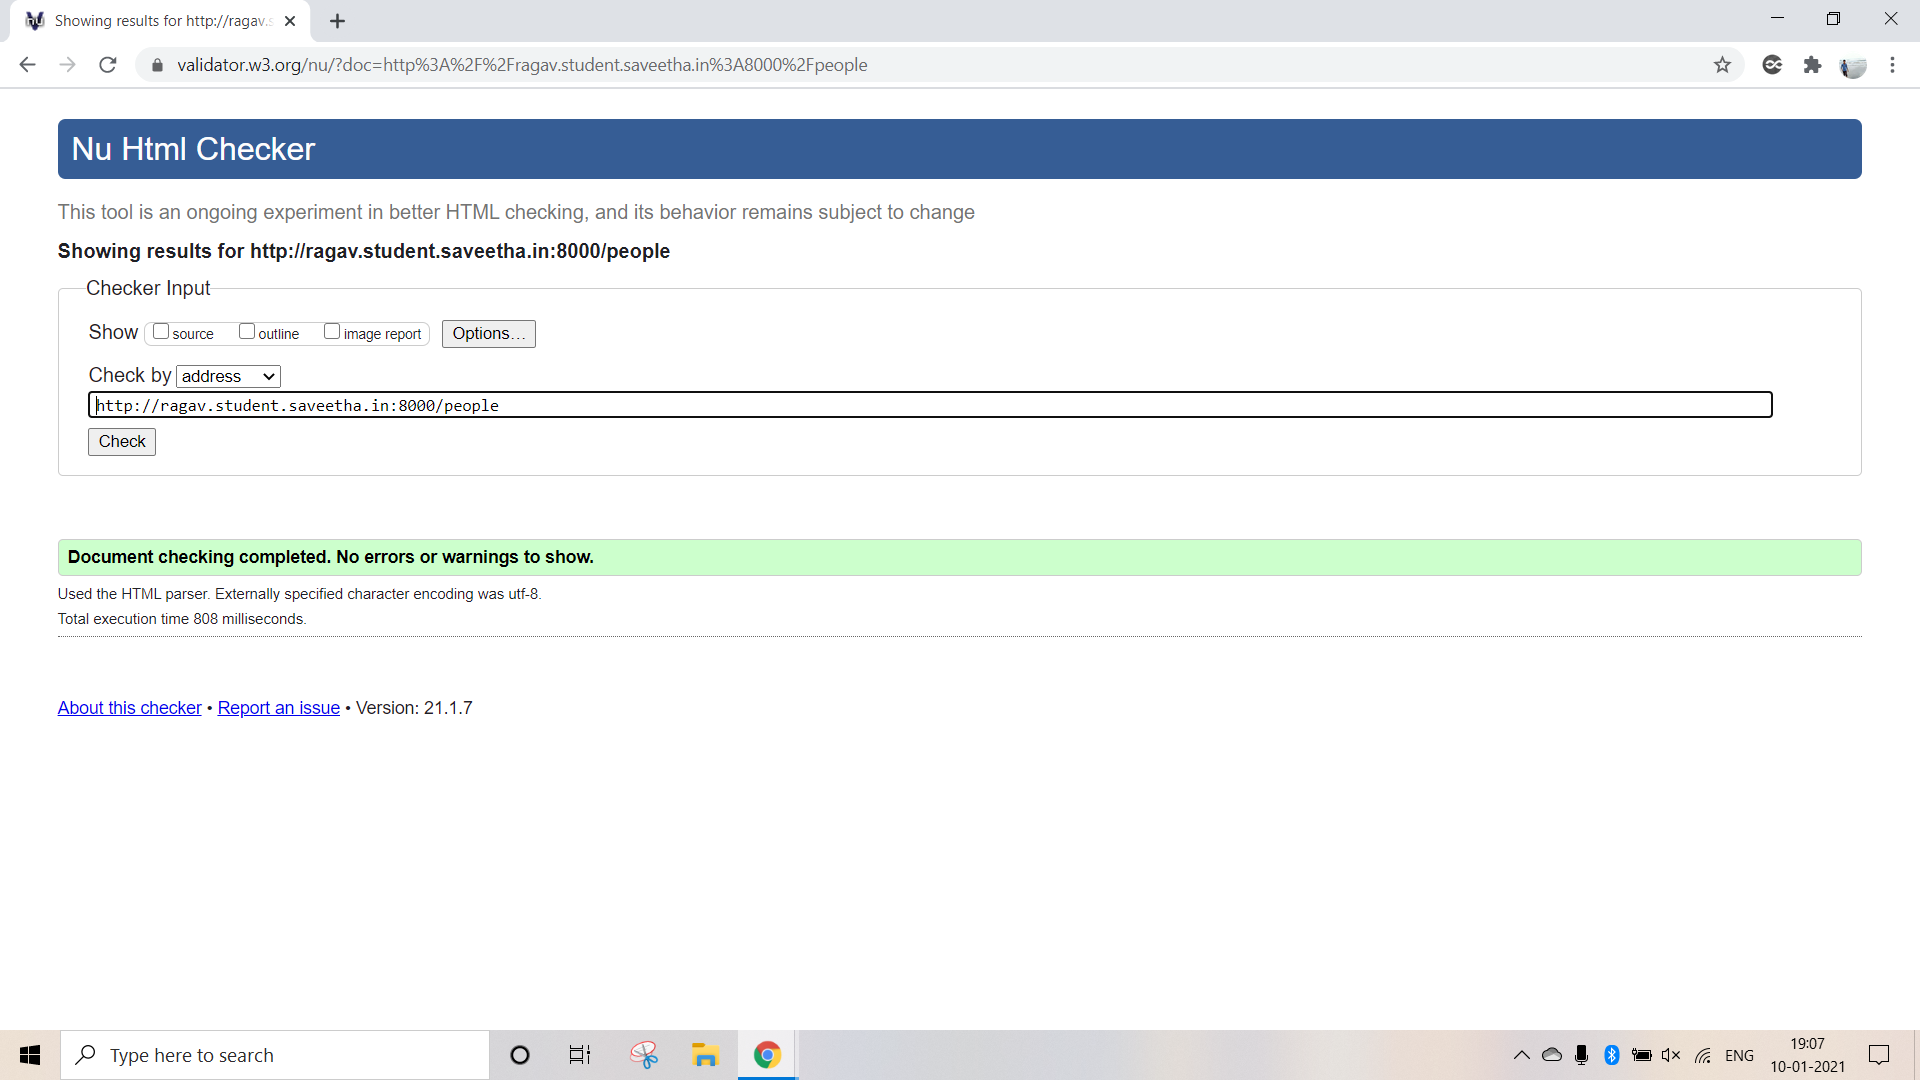 Showing results for http://ragav.s
validator.w3.org/nu/?doc=http%3A%2F%2Fragav.student.saveetha.in%3A8000%2Fpeople
Nu Html Checker
This tool is an ongoing experiment in better HTML checking, and its behavior remains subject to change
Showing results for http://ragav.student.saveetha.in:8000/people
Checker Input
Show source outline image report Options…
Check by address
http://ragav.student.saveetha.in:8000/people
Check
Document checking completed. No errors or warnings to show.
Used the HTML parser. Externally specified character encoding was utf-8.
Total execution time 808 milliseconds.
About this checker • Report an issue • Version: 21.1.7
Type here to search
ENG
19:07
10-01-2021